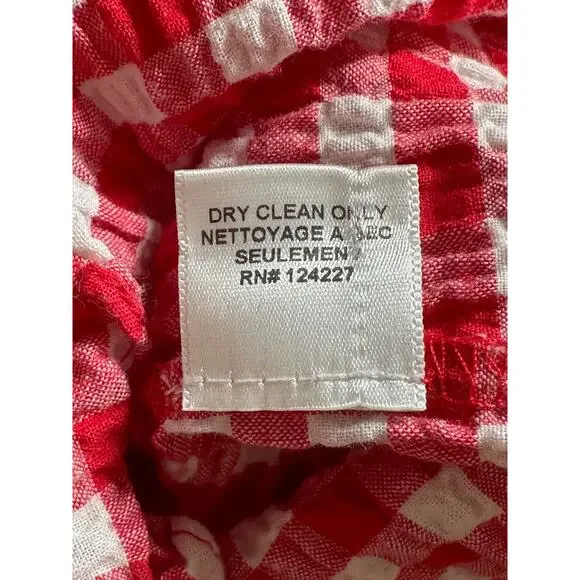 DRY CLEAN ONLY
NETTOYAGE A SEC
SEULEMENT
RN# 124227